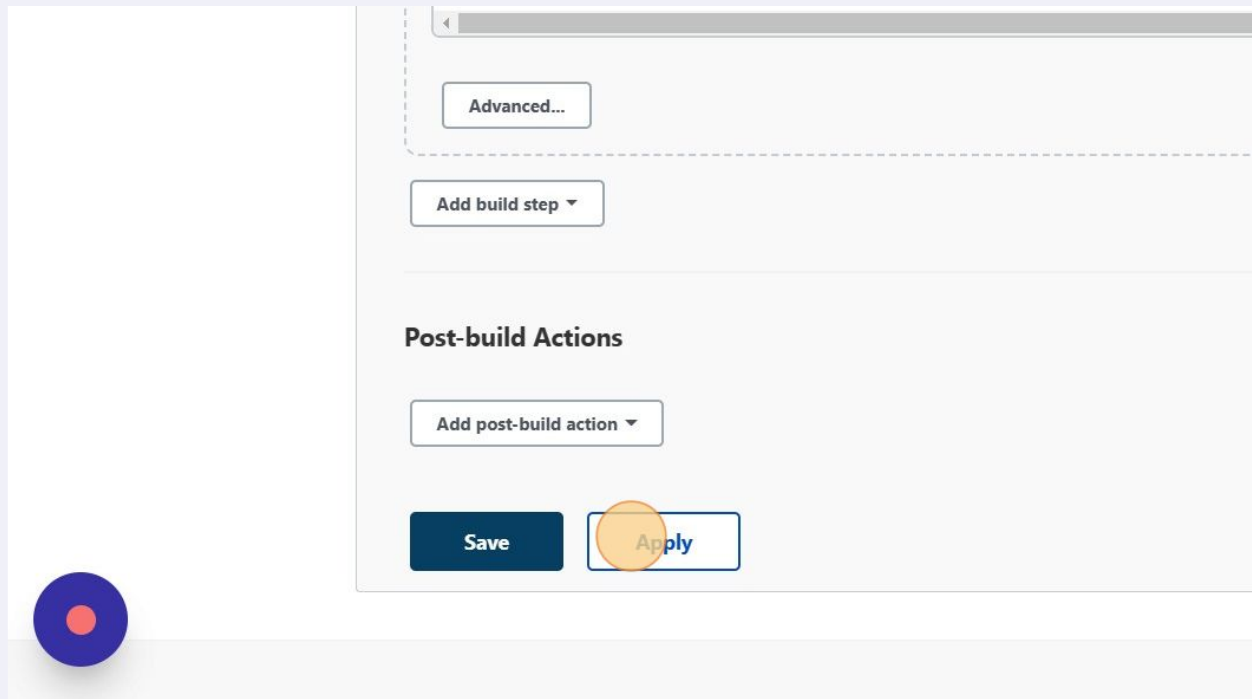 Advanced...
Add build step
Post-build Actions
Add post-build action
Save Apply